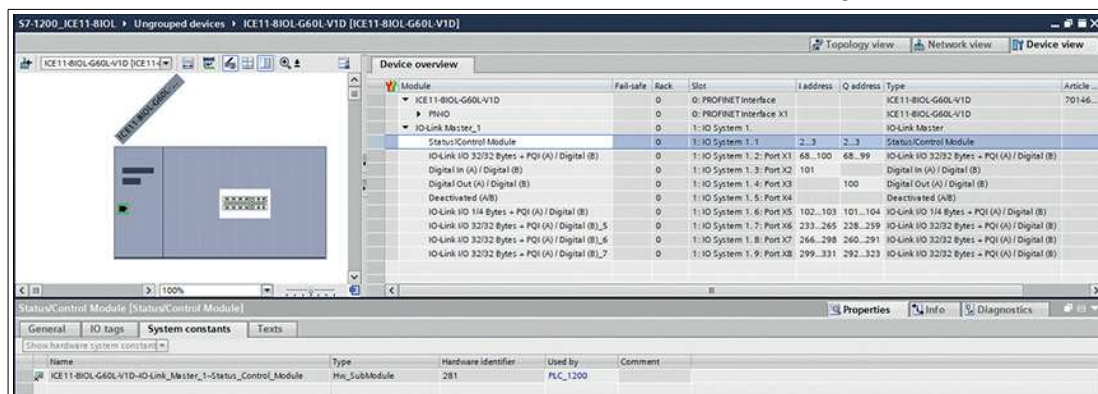 S7-1200_ICE11-8IOL ▸ Ungrouped devices ▸ ICE11-8IOL-G60L-V1D [ICE11-8IOL-G60L-V1D]
Topology view Network view Device view
ICE11-8IOL-G60L-V1D [ICE11-
Device overview
Module Fail-safe Rack Slot I address Q address Type Article ...
ICE11-8IOL-G60L-V1D 0 0: PROFINET Interface ICE11-8IOL-G60L-V1D 70146...
PN-IO 0 0: PROFINET Interface X1 ICE11-8IOL-G60L-V1D
IO-Link Master_1 0 1: IO System 1. IO-Link Master
Status/Control Module 0 1: IO System 1. 1 2...3 2...3 Status/Control Module
IO-Link I/O 32/32 Bytes + PQI (A) / Digital (B) 0 1: IO System 1. 2: Port X1 68...100 68...99 IO-Link I/O 32/32 Bytes + PQI (A) / Digital (B)
Digital In (A) / Digital (B) 0 1: IO System 1. 3: Port X2 101 Digital In (A) / Digital (B)
Digital Out (A) / Digital (B) 0 1: IO System 1. 4: Port X3 100 Digital Out (A) / Digital (B)
Deactivated (A/B) 0 1: IO System 1. 5: Port X4 Deactivated (A/B)
IO-Link I/O 1/4 Bytes + PQI (A) / Digital (B) 0 1: IO System 1. 6: Port X5 102...103 101...104 IO-Link I/O 1/4 Bytes + PQI (A) / Digital (B)
IO-Link I/O 32/32 Bytes + PQI (A) / Digital (B)_5 0 1: IO System 1. 7: Port X6 233...265 228...259 IO-Link I/O 32/32 Bytes + PQI (A) / Digital (B)
IO-Link I/O 32/32 Bytes + PQI (A) / Digital (B)_6 0 1: IO System 1. 8: Port X7 266...298 260...291 IO-Link I/O 32/32 Bytes + PQI (A) / Digital (B)
IO-Link I/O 32/32 Bytes + PQI (A) / Digital (B)_7 0 1: IO System 1. 9: Port X8 299...331 292...323 IO-Link I/O 32/32 Bytes + PQI (A) / Digital (B)
ICE11-8IOL-G60L-
100%
Status/Control Module [Status/Control Module]
Properties Info Diagnostics
General IO tags System constants Texts
Show hardware system constant
Name Type Hardware identifier Used by Comment
ICE11-8IOL-G60L-V1D~IO-Link_Master_1~Status_Control_Module Hw_SubModule 281 PLC_1200